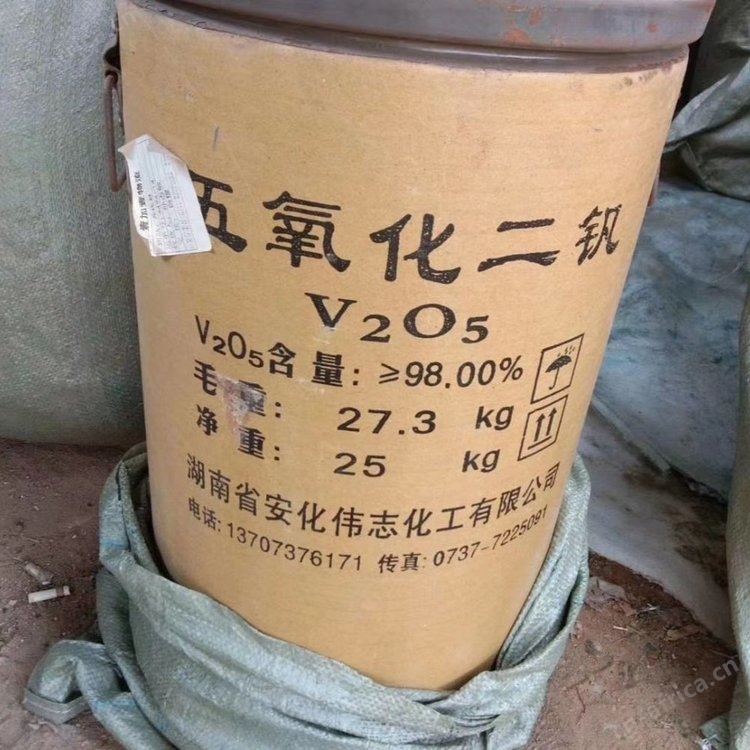 五氧化二钒
V₂O₅
V₂O₅含量: ≥98.00%
毛重: 27.3 kg
净重: 25 kg
湖南省安化伟志化工有限公司
电话: 13707376171 传真: 0737-7225091